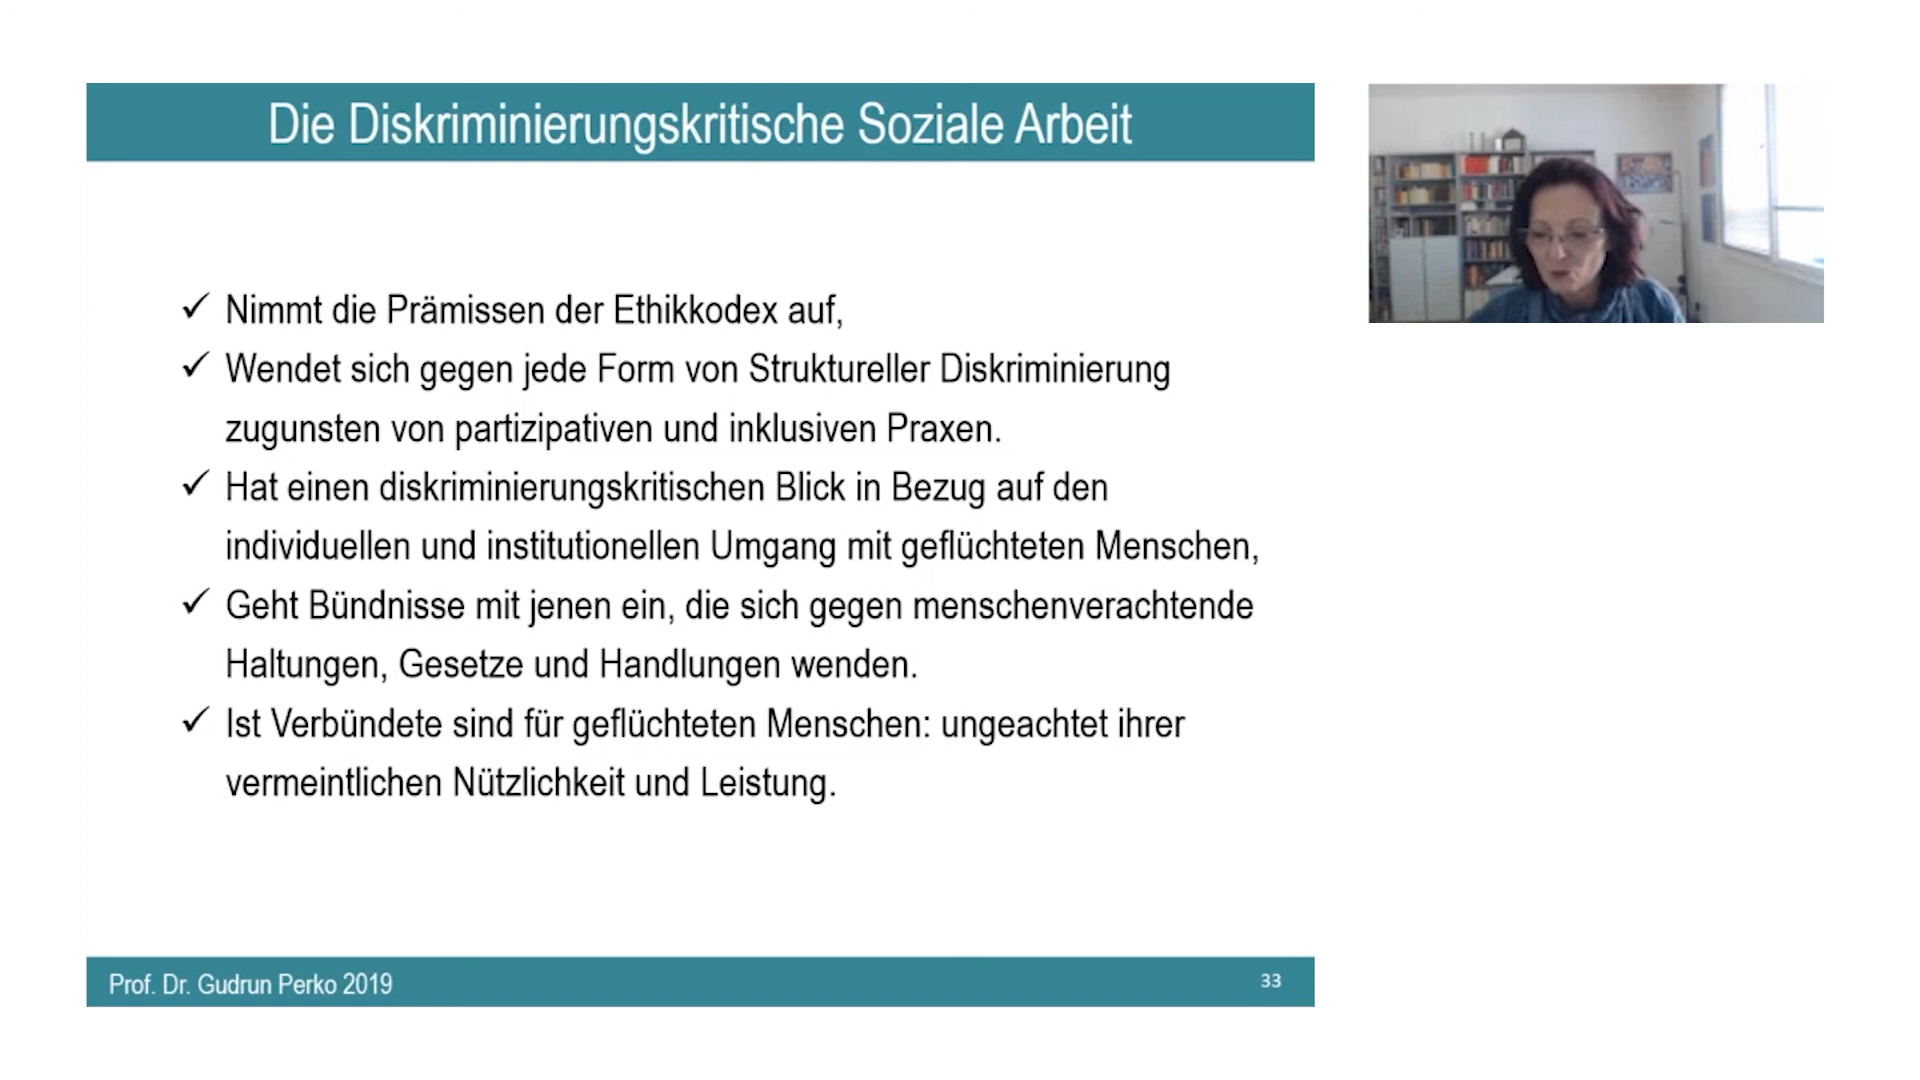 Die Diskriminierungskritische Soziale Arbeit
✓ Nimmt die Prämissen der Ethikkodex auf,
✓ Wendet sich gegen jede Form von Struktureller Diskriminierung
zugunsten von partizipativen und inklusiven Praxen.
✓ Hat einen diskriminierungskritischen Blick in Bezug auf den
individuellen und institutionellen Umgang mit geflüchteten Menschen,
✓ Geht Bündnisse mit jenen ein, die sich gegen menschenverachtende
Haltungen, Gesetze und Handlungen wenden.
✓ Ist Verbündete sind für geflüchteten Menschen: ungeachtet ihrer
vermeintlichen Nützlichkeit und Leistung.
Prof. Dr. Gudrun Perko 2019
33